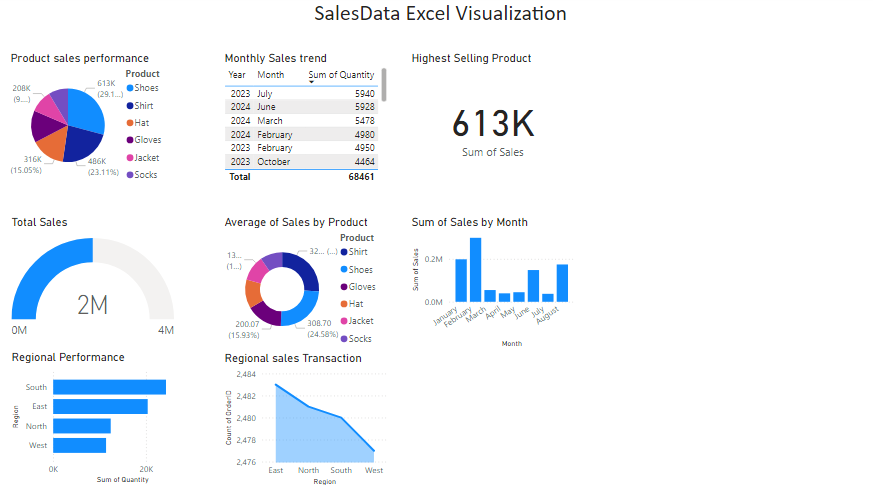 SalesData Excel Visualization
Product sales performance
Product
Shoes
Shirt
Hat
Gloves
Jacket
Socks
613K
(29.1...)
486K
(23.11%)
316K
(15.05%)
208K
(9...)
Monthly Sales trend
Year Month Sum of Quantity
2023 July 5940
2024 June 5928
2024 March 5478
2024 February 4980
2023 February 4950
2023 October 4464
Total 68461
Highest Selling Product
613K
Sum of Sales
Total Sales
2M
0M 4M
Average of Sales by Product
Product
Shirt
Shoes
Gloves
Hat
Jacket
Socks
32... (...)
308.70
(24.58%)
200.07
(15.93%)
13...
(1...)
Sum of Sales by Month
Sum of Sales
0.2M
0.0M
January
February
March
April
May
June
July
August
Month
Regional Performance
Region
South
East
North
West
0K 20K
Sum of Quantity
Regional sales Transaction
Count of OrderID
2,484
2,482
2,480
2,478
2,476
East North South West
Region